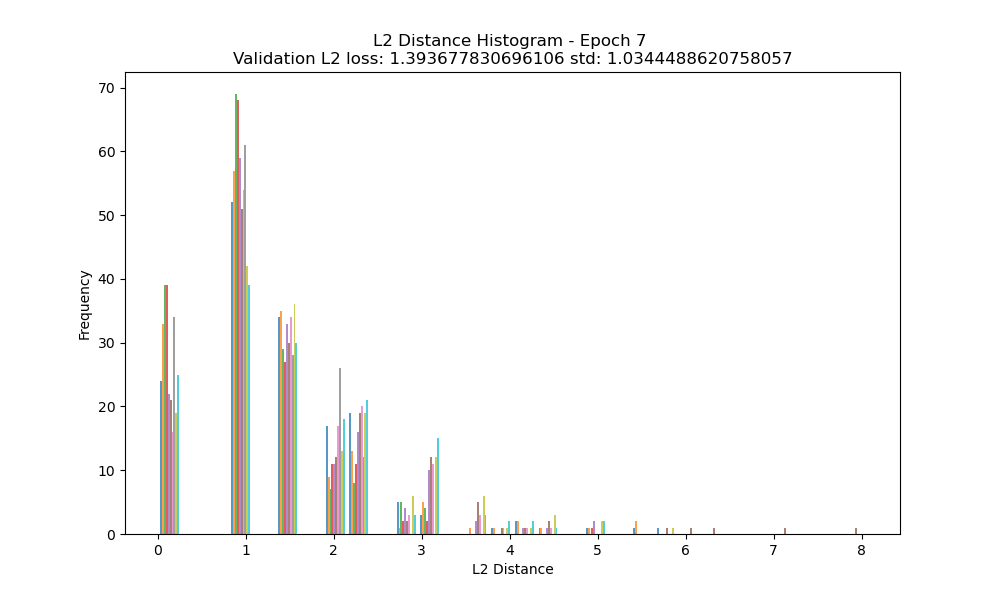 L2 Distance Histogram - Epoch 7
Validation L2 loss: 1.393677830696106 std: 1.0344488620758057
70
60
50
40
30
20
10
0
Frequency
0 1 2 3 4 5 6 7 8
L2 Distance